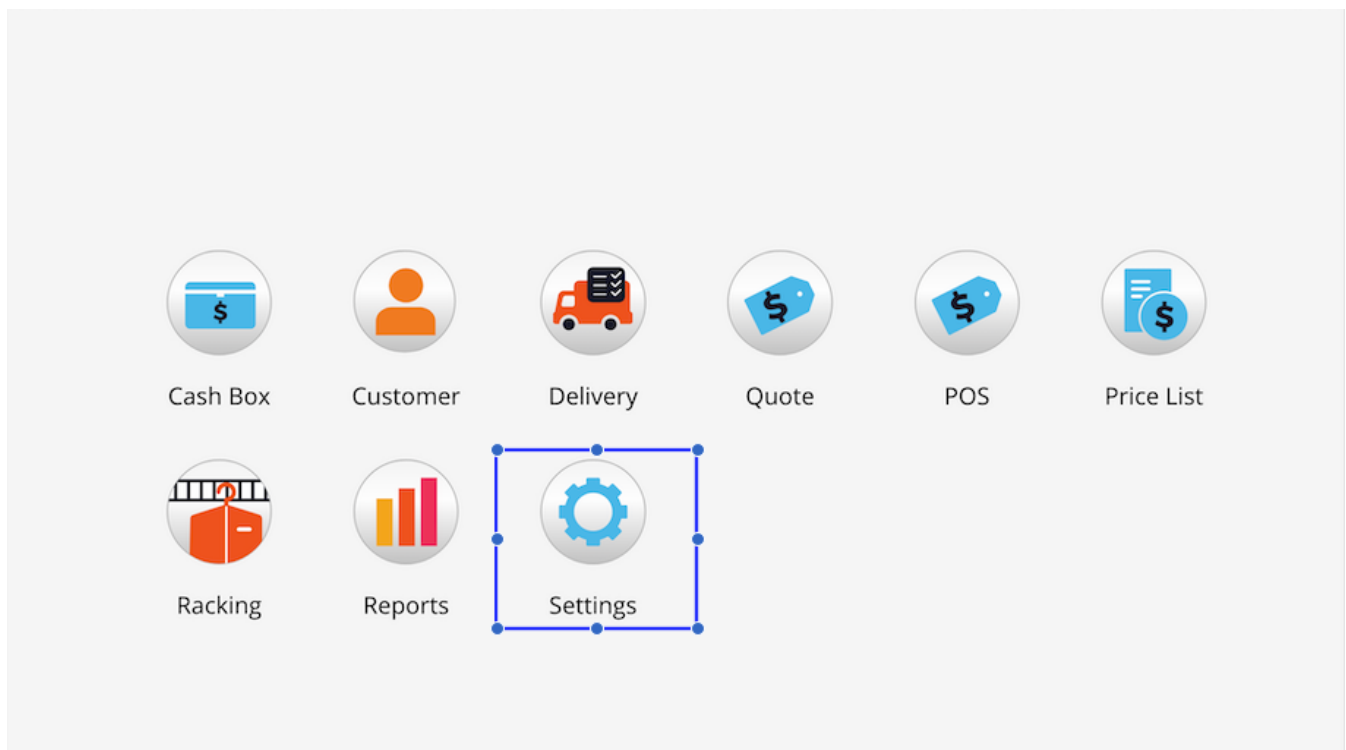 Cash Box
Customer
Delivery
Quote
POS
Price List
Racking
Reports
Settings